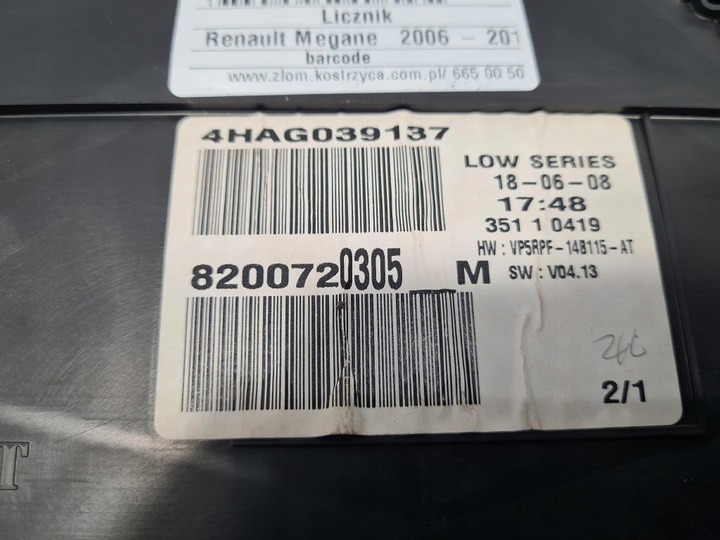 Licznik
Renault Megane 2006 - 201
barcode
www.zlom.kostrzyca.com.pl/ 665 00 50
4HAG039137
LOW SERIES
18-06-08
17:48
351 1 0419
HW : VP5RPF-14B115-AT
8200720305__M
SW : V04.13
2/1